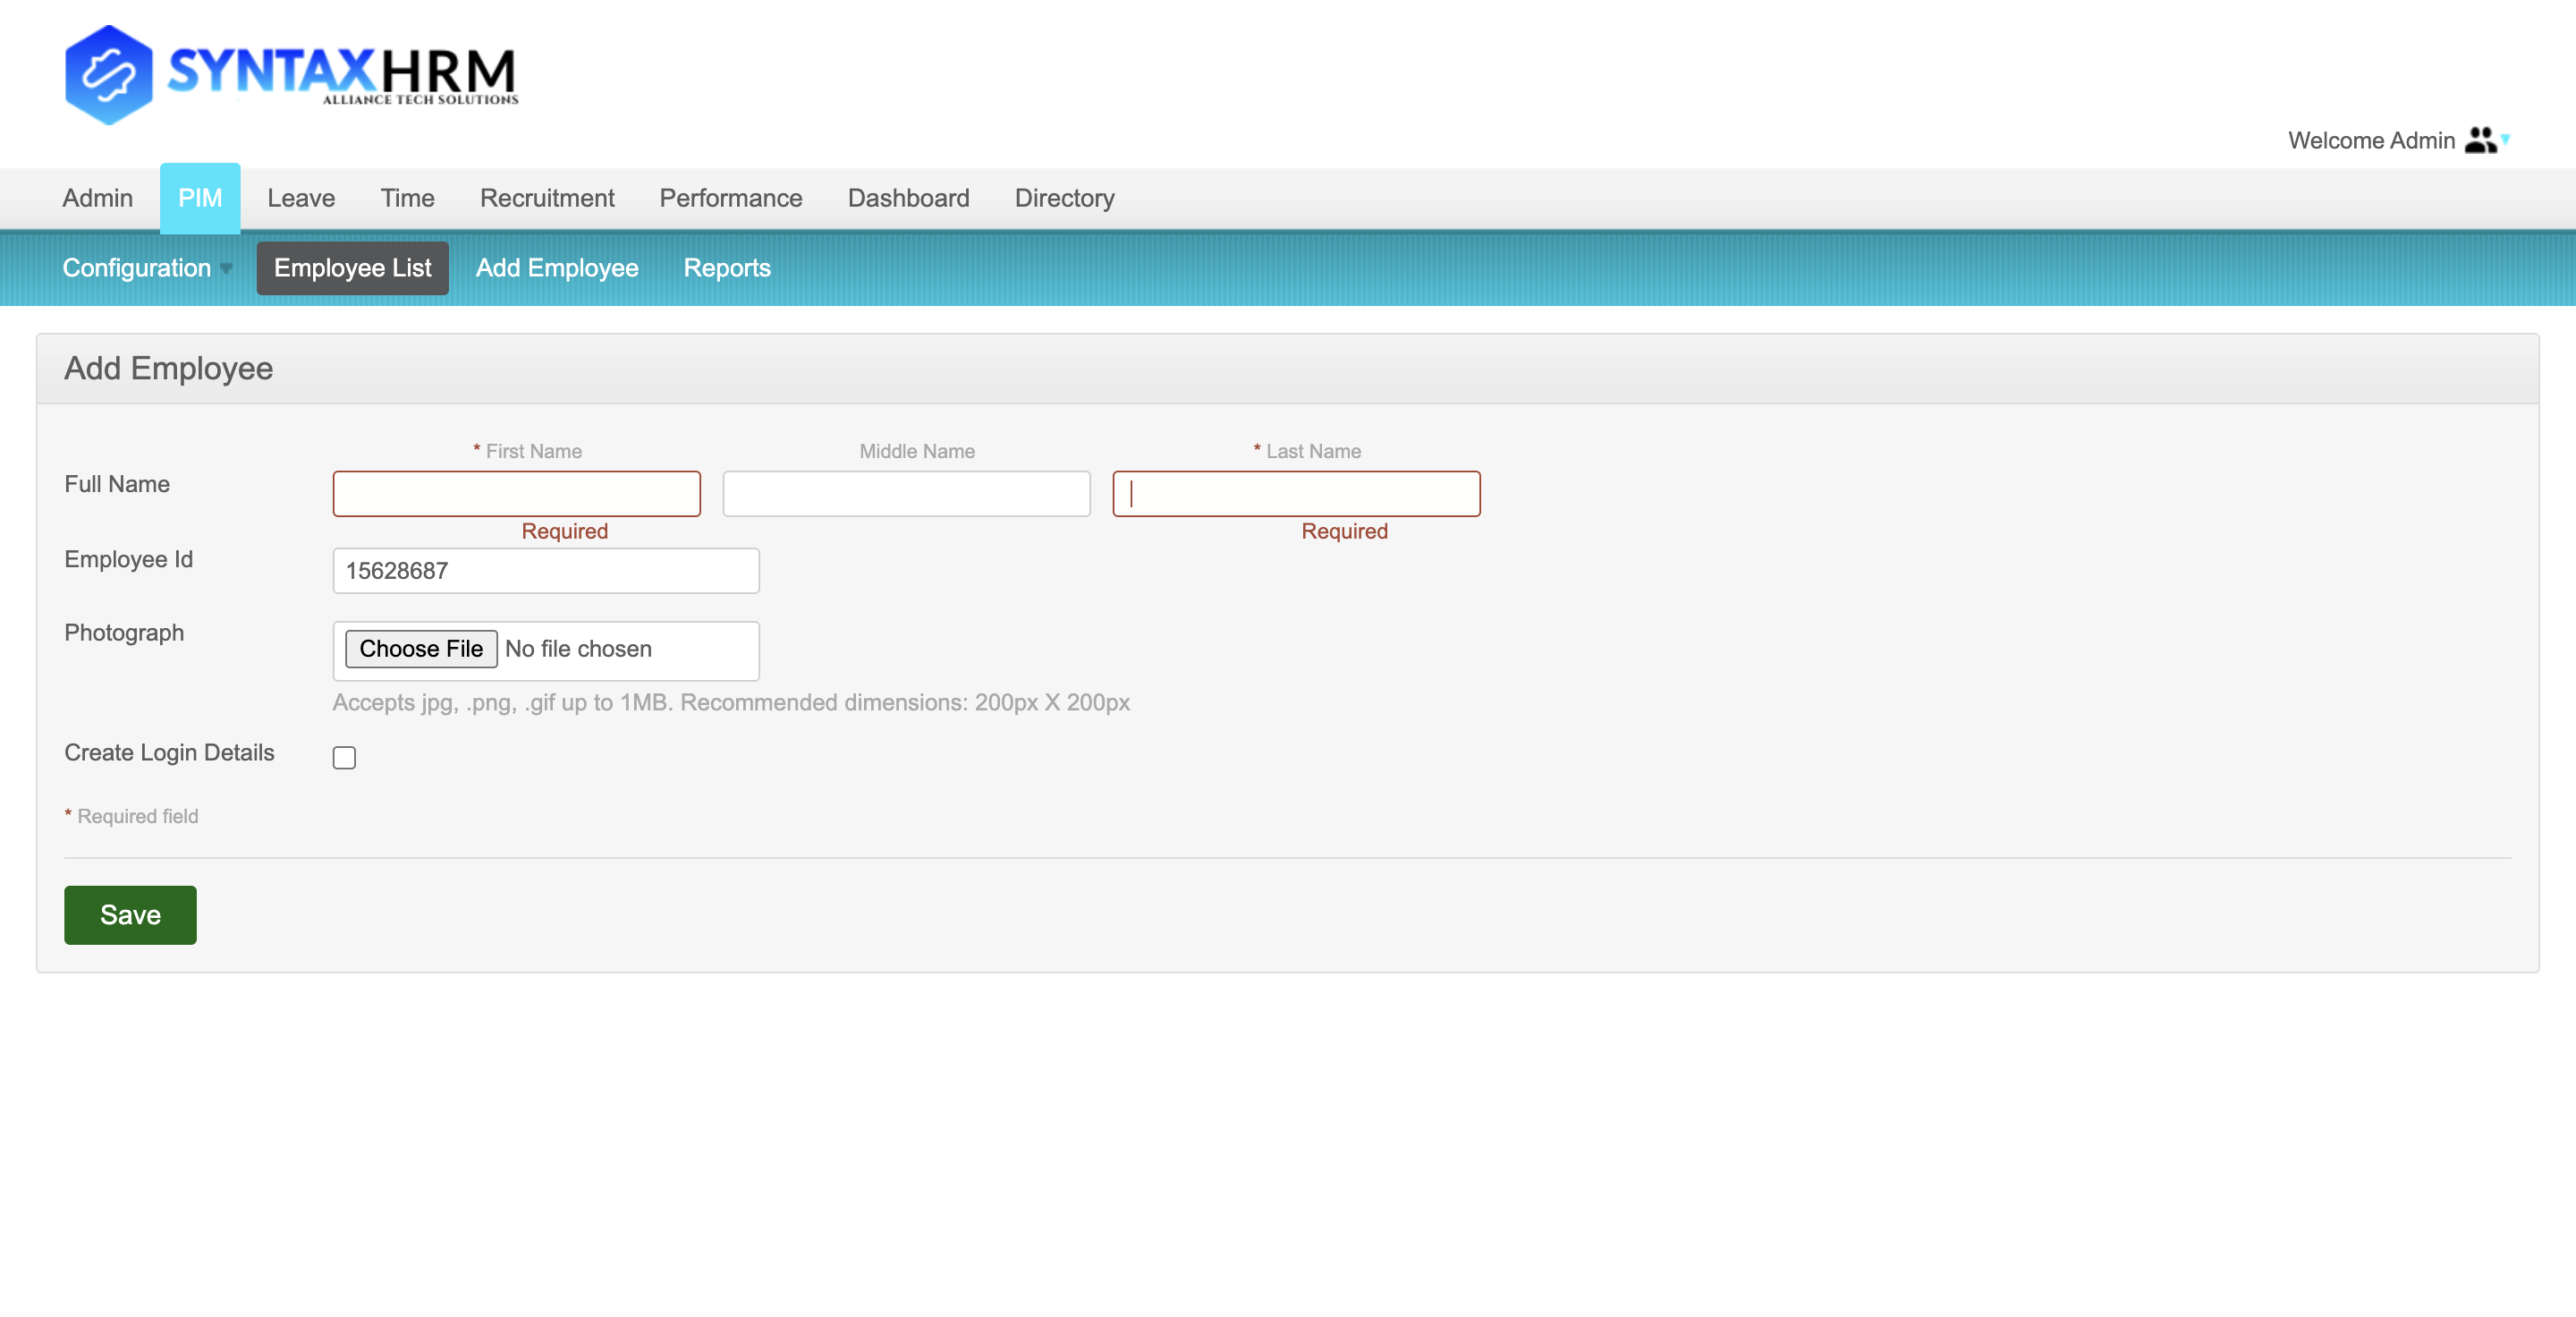 SYNTAXHRM
ALLIANCE TECH SOLUTIONS
Welcome Admin
Admin PIM Leave Time Recruitment Performance Dashboard Directory
Configuration Employee List Add Employee Reports
Add Employee
* First Name Middle Name * Last Name
Full Name
Required Required
Employee Id 15628687
Photograph Choose File No file chosen
Accepts jpg, .png, .gif up to 1MB. Recommended dimensions: 200px X 200px
Create Login Details
* Required field
Save